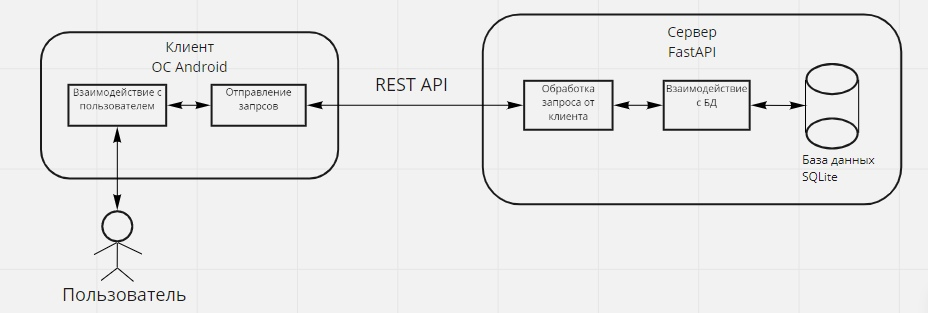 Клиент
ОС Android
Взаимодействие с
пользователем
Отправление
запрсов
REST API
Сервер
FastAPI
Обработка
запроса от
клиента
Взаимодействие
с БД
База данных
SQLite
Пользователь